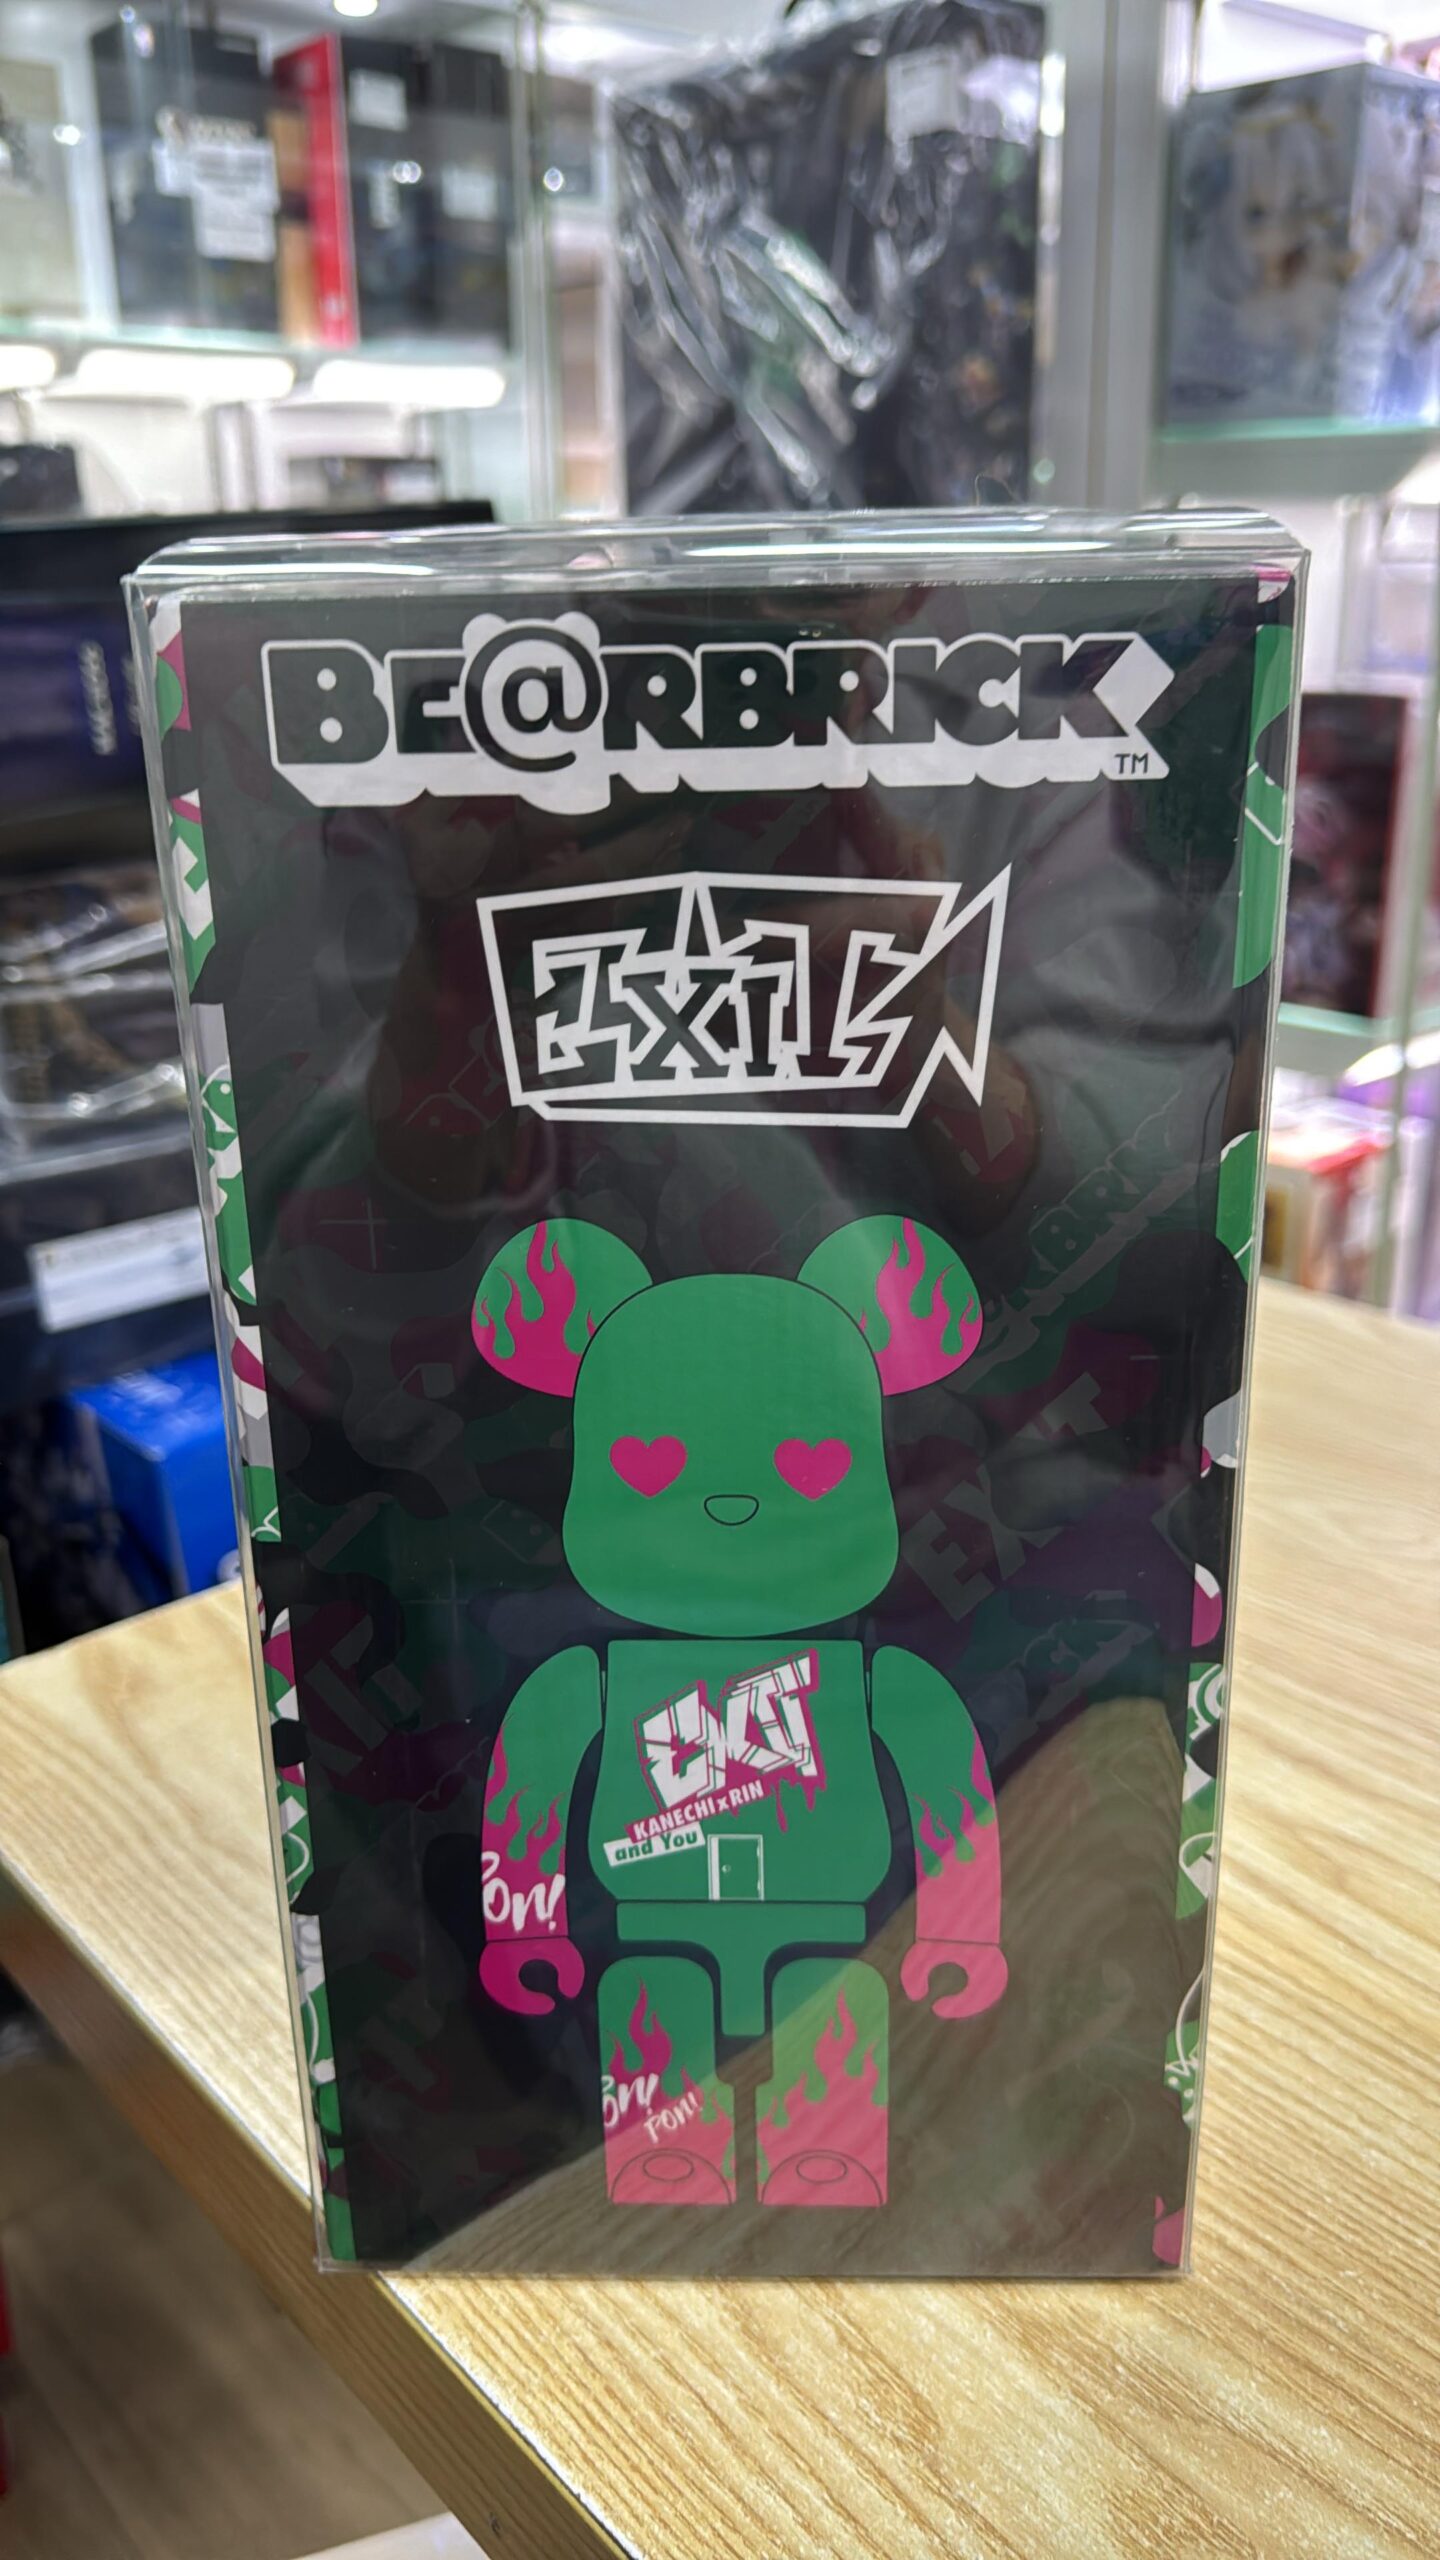 BE@RBRICK
TM
EXIT
EXIT
KANECHI x RIN
and You
Pon!
Pon!
Pon!